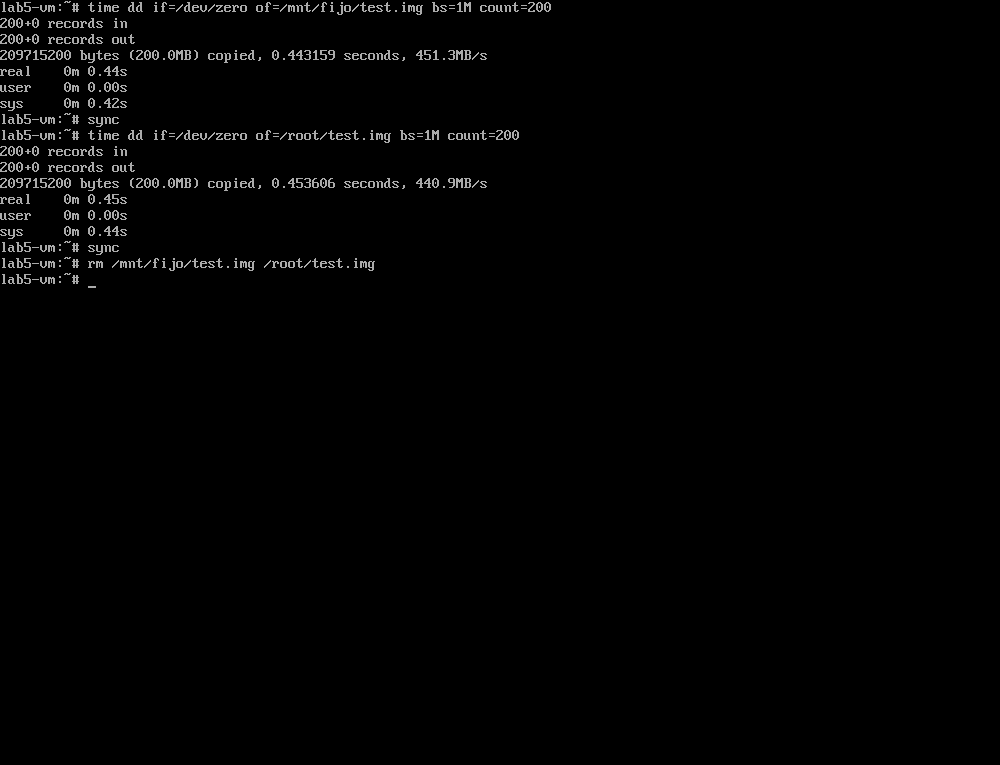 lab5-vm:~# time dd if=/dev/zero of=/mnt/fijo/test.img bs=1M count=200
200+0 records in
200+0 records out
209715200 bytes (200.0MB) copied, 0.443159 seconds, 451.3MB/s
real    0m 0.44s
user    0m 0.00s
sys     0m 0.42s
lab5-vm:~# sync
lab5-vm:~# time dd if=/dev/zero of=/root/test.img bs=1M count=200
200+0 records in
200+0 records out
209715200 bytes (200.0MB) copied, 0.453606 seconds, 440.9MB/s
real    0m 0.45s
user    0m 0.00s
sys     0m 0.44s
lab5-vm:~# sync
lab5-vm:~# rm /mnt/fijo/test.img /root/test.img
lab5-vm:~# _